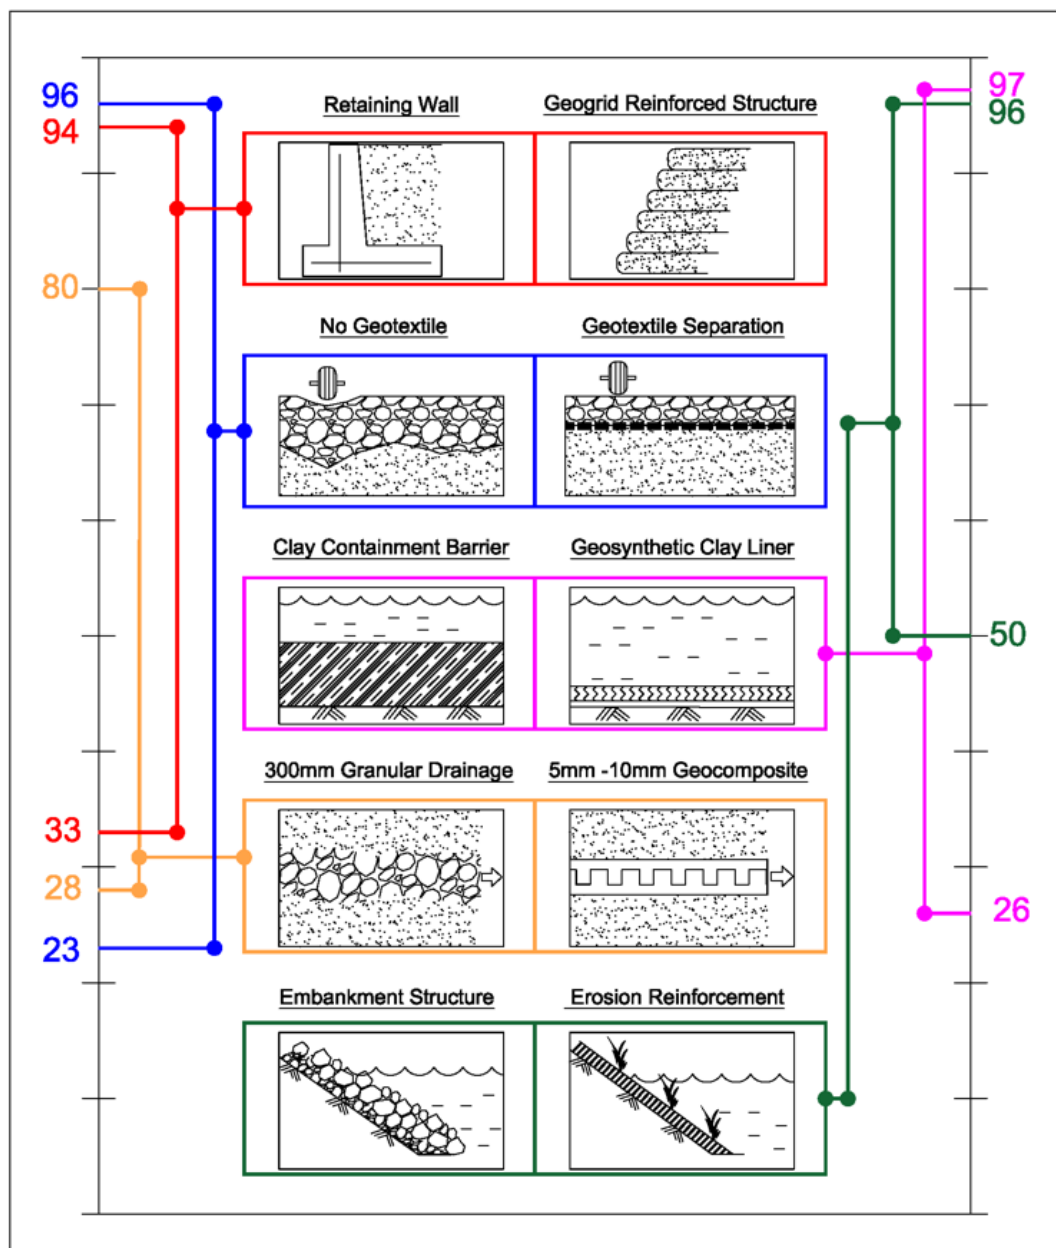 96
94
80
33
28
23
Retaining Wall
Geogrid Reinforced Structure
No Geotextile
Geotextile Separation
Clay Containment Barrier
Geosynthetic Clay Liner
300mm Granular Drainage
5mm -10mm Geocomposite
Embankment Structure
Erosion Reinforcement
97
96
50
26